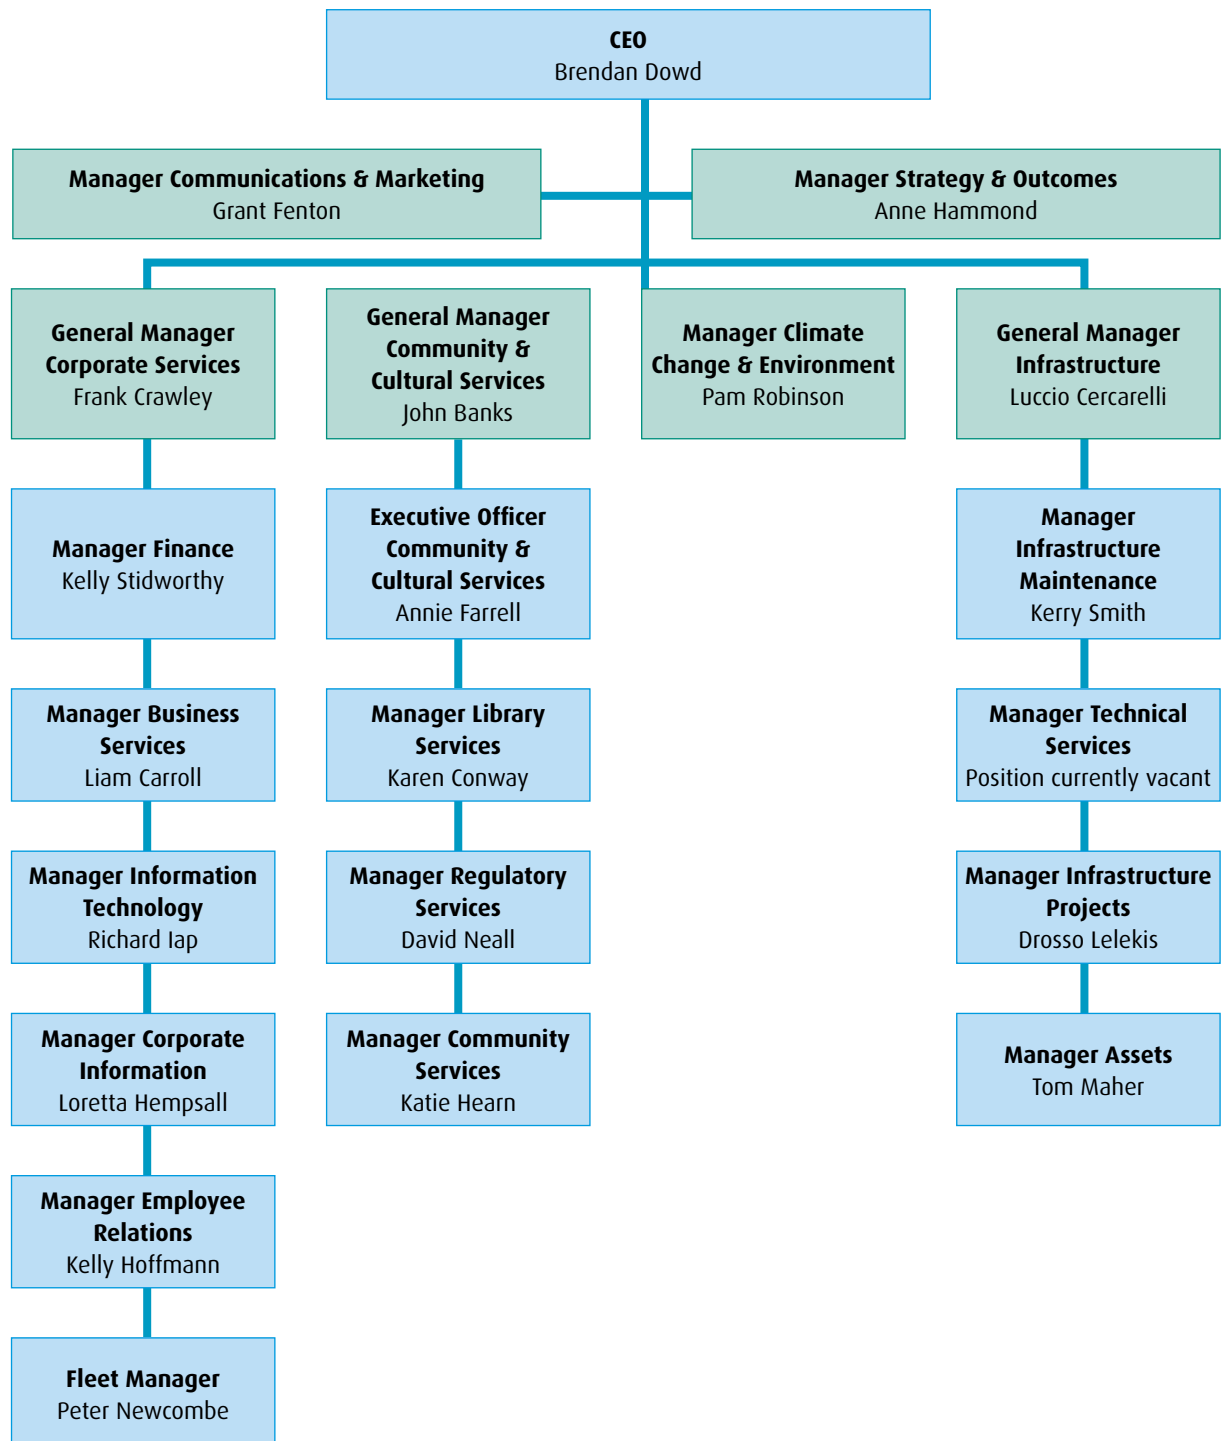 CEO
Brendan Dowd
Manager Communications & Marketing
Grant Fenton
Manager Strategy & Outcomes
Anne Hammond
General Manager
Corporate Services
Frank Crawley
General Manager
Community &
Cultural Services
John Banks
Manager Climate
Change & Environment
Pam Robinson
General Manager
Infrastructure
Luccio Cercarelli
Manager Finance
Kelly Stidworthy
Executive Officer
Community &
Cultural Services
Annie Farrell
Manager
Infrastructure
Maintenance
Kerry Smith
Manager Business
Services
Liam Carroll
Manager Library
Services
Karen Conway
Manager Technical
Services
Position currently vacant
Manager Information
Technology
Richard Iap
Manager Regulatory
Services
David Neall
Manager Infrastructure
Projects
Drosso Lelekis
Manager Corporate
Information
Loretta Hempsall
Manager Community
Services
Katie Hearn
Manager Assets
Tom Maher
Manager Employee
Relations
Kelly Hoffmann
Fleet Manager
Peter Newcombe